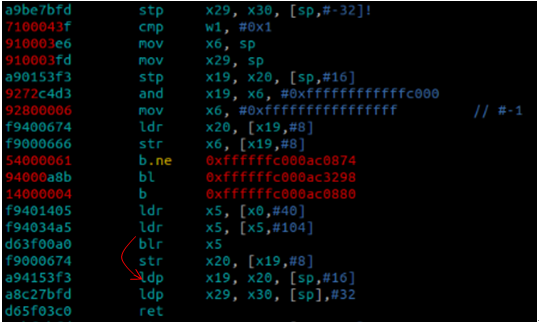 a9be7bfd stp x29, x30, [sp,#-32]!
7100043f cmp w1, #0x1
910003e6 mov x6, sp
910003fd mov x29, sp
a90153f3 stp x19, x20, [sp,#16]
9272c4d3 and x19, x6, #0xffffffffffffc000
92800006 mov x6, #0xffffffffffffffff // #-1
f9400674 ldr x20, [x19,#8]
f9000666 str x6, [x19,#8]
54000061 b.ne 0xffffffc000ac0874
94000a8b bl 0xffffffc000ac3298
14000004 b 0xffffffc000ac0880
f9401405 ldr x5, [x0,#40]
f94034a5 ldr x5, [x5,#104]
d63f00a0 blr x5
f9000674 str x20, [x19,#8]
a94153f3 ldp x19, x20, [sp,#16]
a8c27bfd ldp x29, x30, [sp],#32
d65f03c0 ret